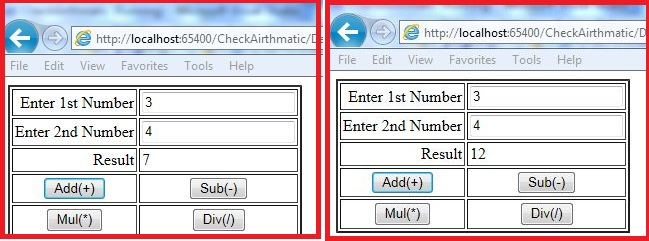 http://localhost:65400/CheckAirthmatic/De
File Edit View Favorites Tools Help
Enter 1st Number 3
Enter 2nd Number 4
Result 7
Add(+) Sub(-)
Mul(*) Div(/)
http://localhost:65400/CheckAirthmatic/D
File Edit View Favorites Tools Help
Enter 1st Number 3
Enter 2nd Number 4
Result 12
Add(+) Sub(-)
Mul(*) Div(/)